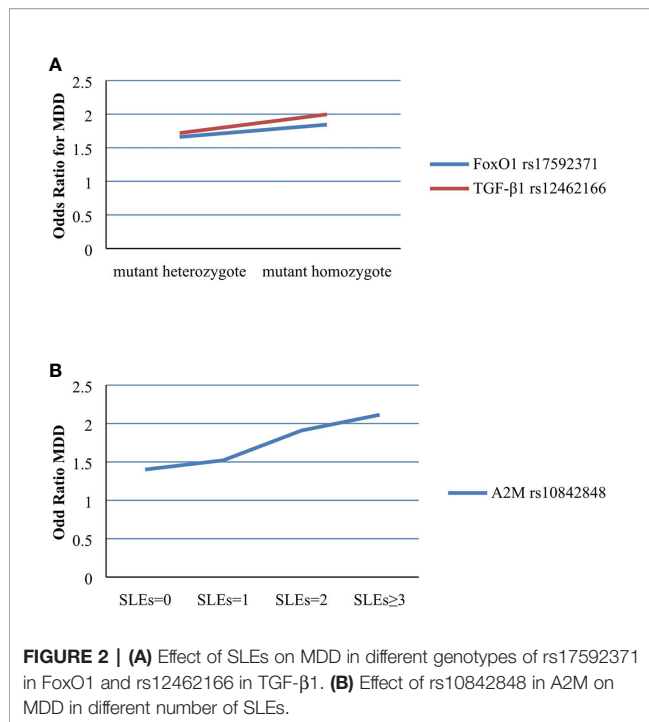 A
2.5
2
1.5
1
0.5
0
Odds Ratio for MDD
mutant heterozygote
mutant homozygote
FoxO1 rs17592371
TGF-β1 rs12462166
B
2.5
2
1.5
1
0.5
0
Odd Ratio MDD
SLEs=0
SLEs=1
SLEs=2
SLEs≥3
A2M rs10842848
FIGURE 2 | (A) Effect of SLEs on MDD in different genotypes of rs17592371
in FoxO1 and rs12462166 in TGF-β1. (B) Effect of rs10842848 in A2M on
MDD in different number of SLEs.